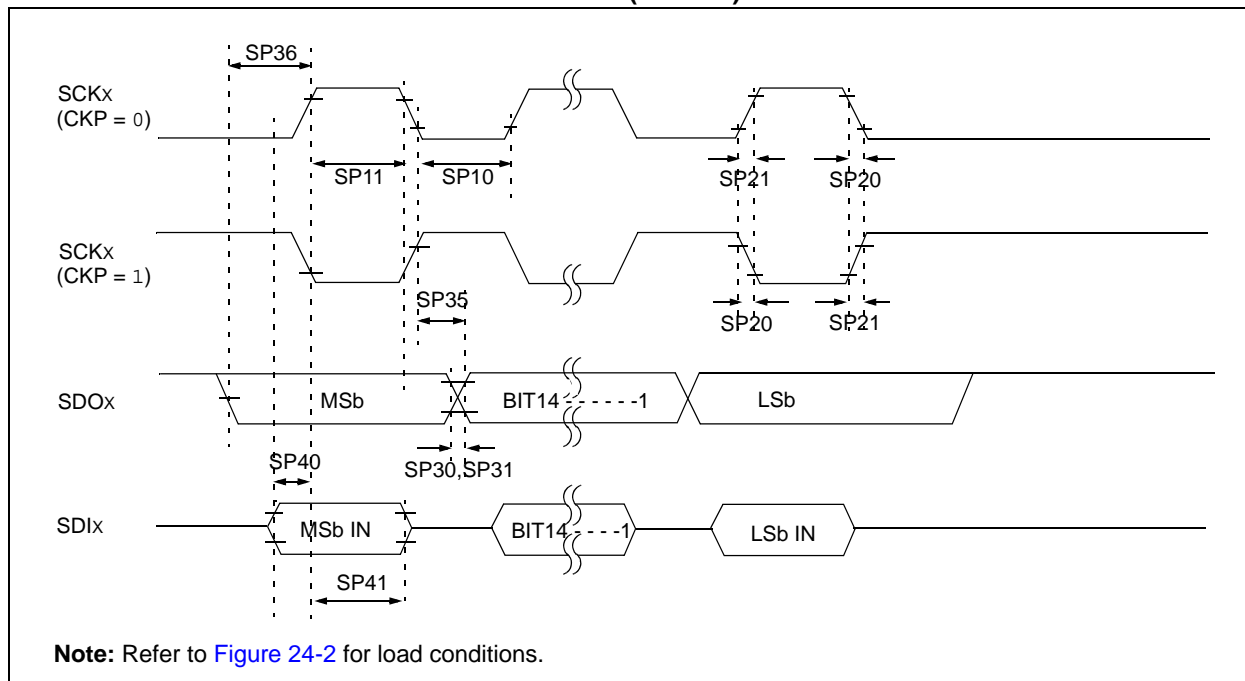 SP36
SCKX
(CKP = 0)
SP11
SP10
SP21
SP20
SCKX
(CKP = 1)
SP35
SP20
SP21
SDOX
MSb
BIT14 - - - - - -1
LSb
SP40
SP30,SP31
SDIX
MSb IN
BIT14 - - - -1
LSb IN
SP41
Note: Refer to Figure 24-2 for load conditions.